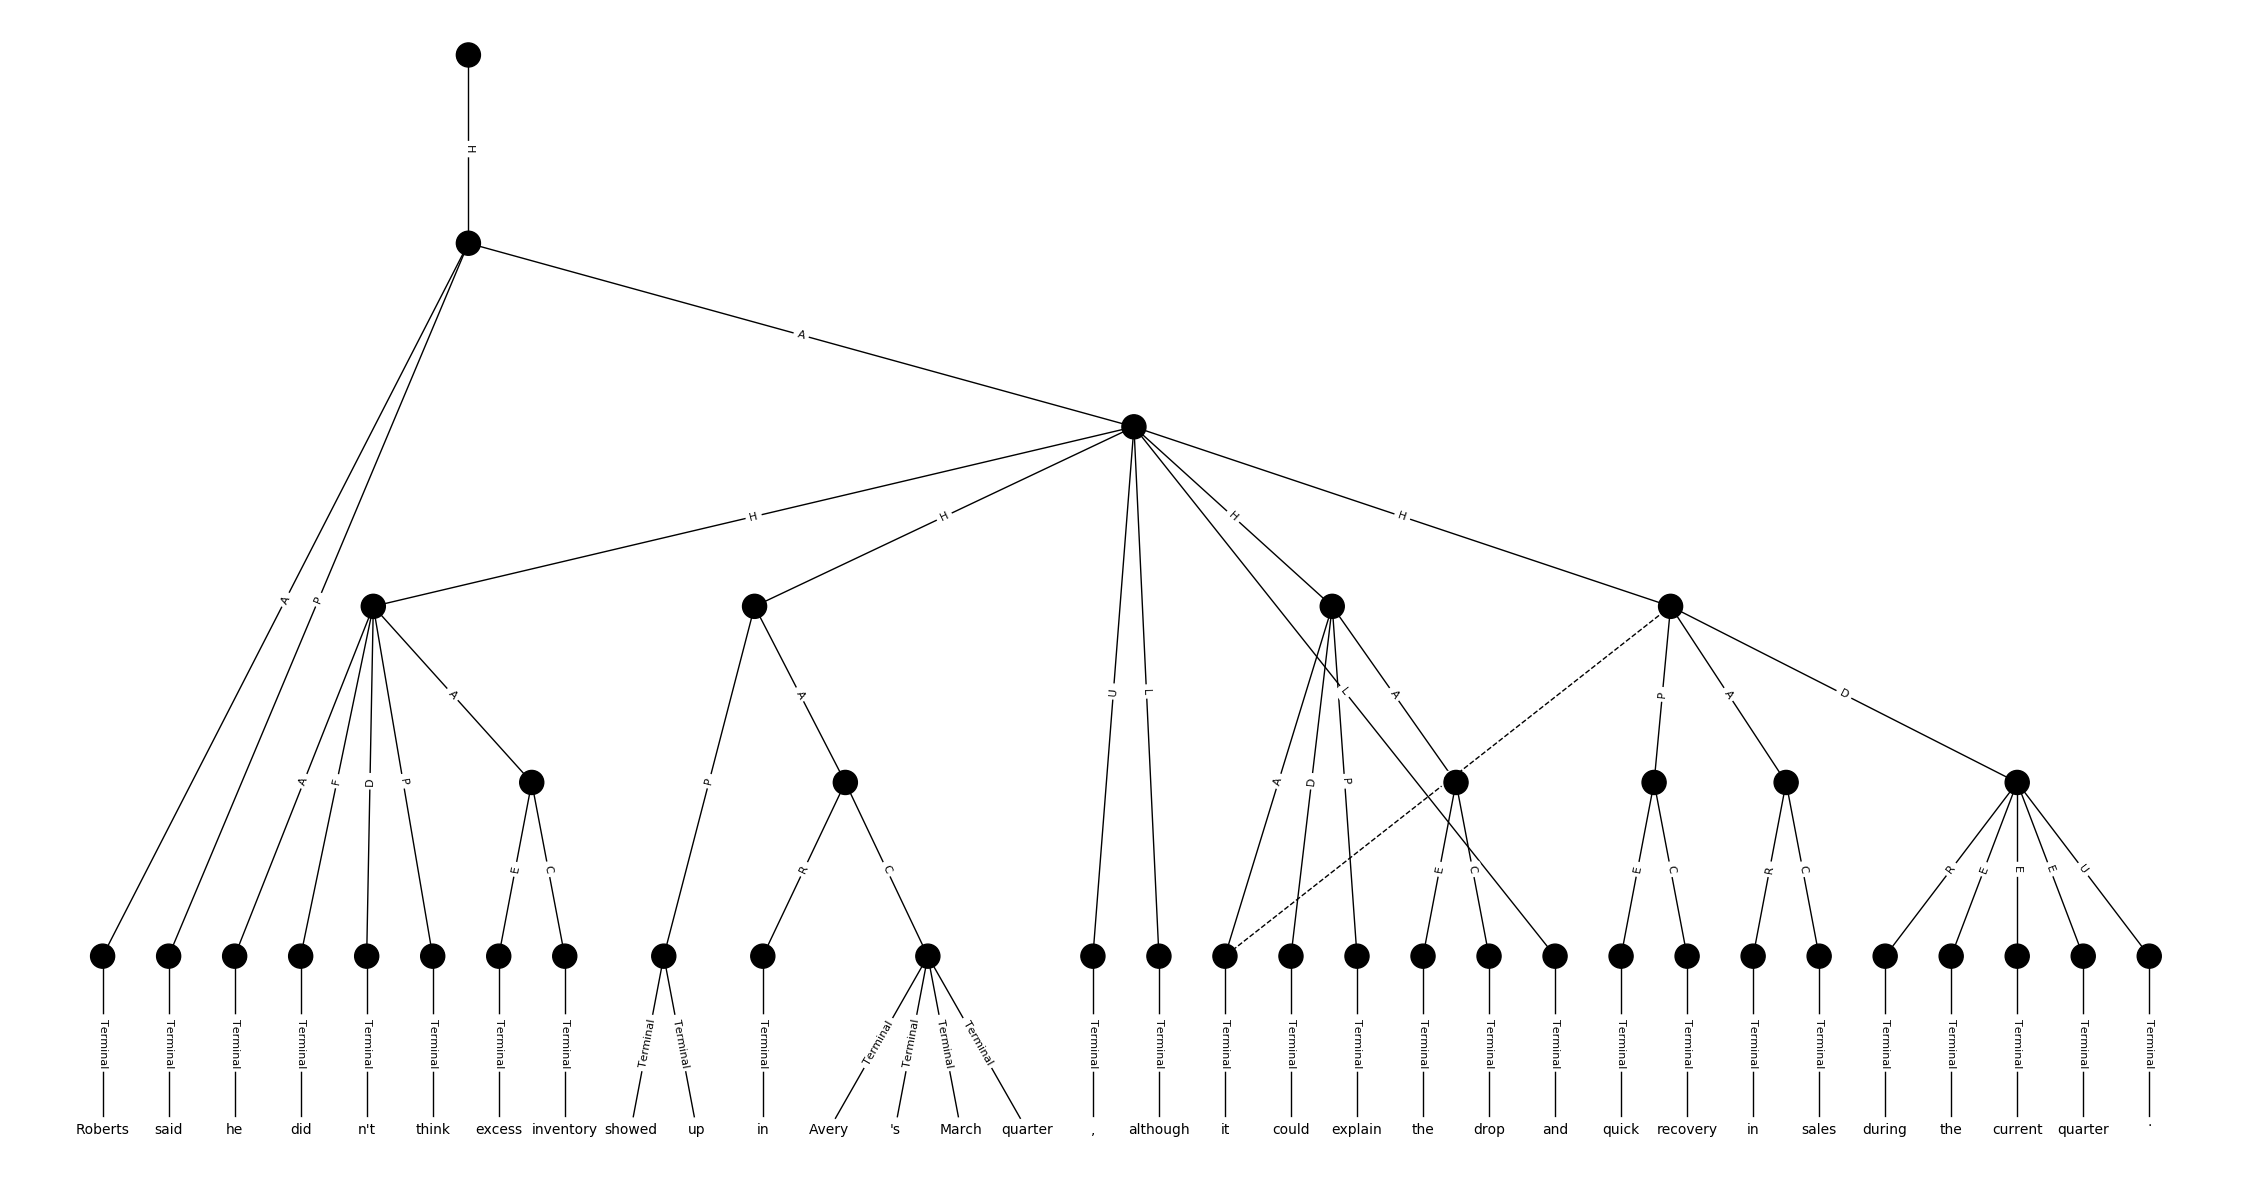 H
A
H H H H
A P
U L L A A A D
A F D P P A D P P
E C R C E C E C R C R E E E U
Terminal Terminal Terminal Terminal Terminal Terminal Terminal Terminal Terminal Terminal Terminal Terminal Terminal Terminal Terminal Terminal Terminal Terminal Terminal Terminal Terminal Terminal Terminal Terminal Terminal Terminal Terminal Terminal Terminal Terminal Terminal Terminal
Roberts said he did n't think excess inventory showed up in Avery 's March quarter , although it could explain the drop and quick recovery in sales during the current quarter .